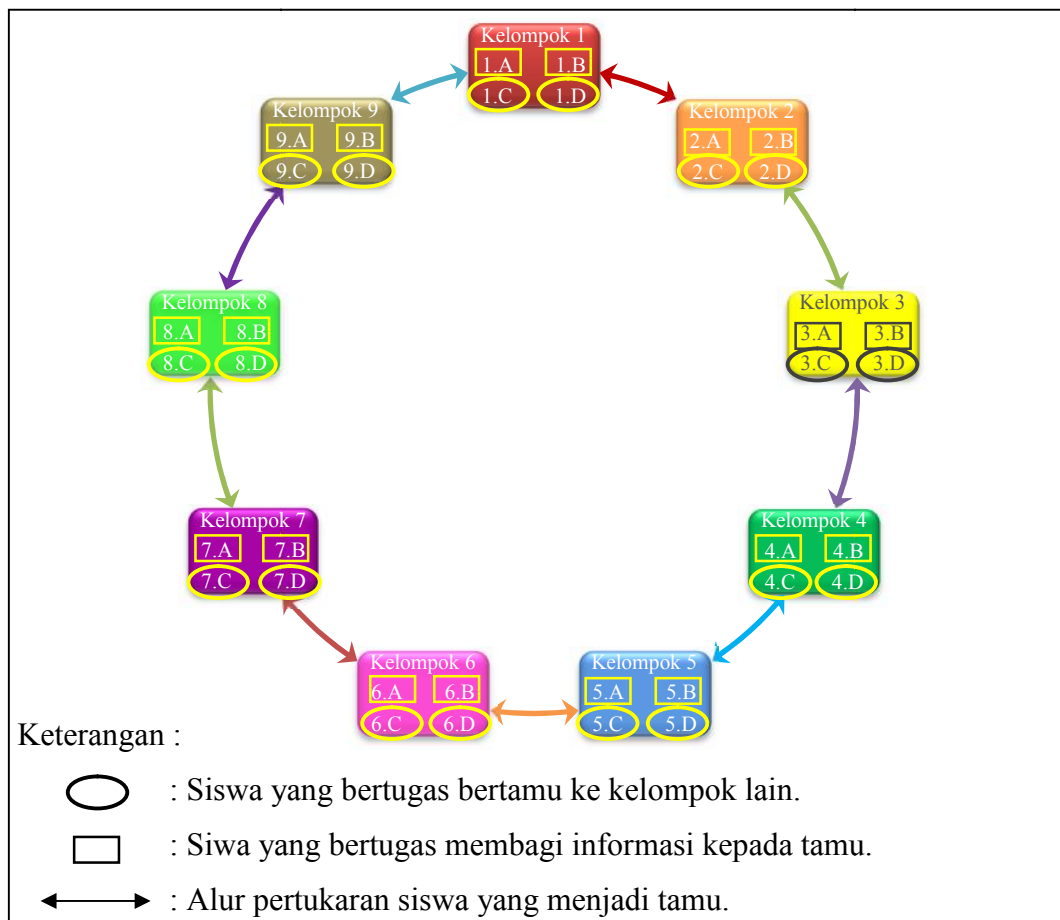 Kelompok 1
1.A 1.B
1.C 1.D
Kelompok 9
9.A 9.B
9.C 9.D
Kelompok 2
2.A 2.B
2.C 2.D
Kelompok 8
8.A 8.B
8.C 8.D
Kelompok 3
3.A 3.B
3.C 3.D
Kelompok 7
7.A 7.B
7.C 7.D
Kelompok 4
4.A 4.B
4.C 4.D
Kelompok 6
6.A 6.B
6.C 6.D
Kelompok 5
5.A 5.B
5.C 5.D
Keterangan :
: Siswa yang bertugas bertamu ke kelompok lain.
: Siwa yang bertugas membagi informasi kepada tamu.
: Alur pertukaran siswa yang menjadi tamu.